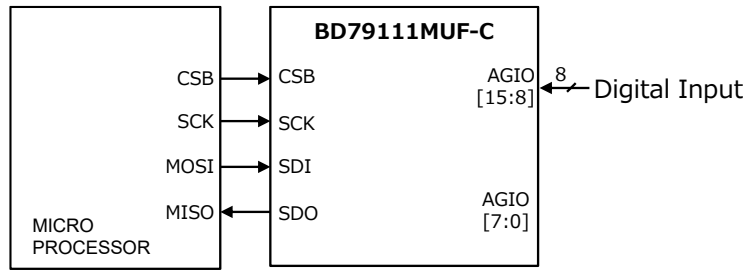 BD79111MUF-C
CSB
CSB
AGIO
[15:8]
8
Digital Input
SCK
SCK
MOSI
SDI
MISO
SDO
AGIO
[7:0]
MICRO
PROCESSOR